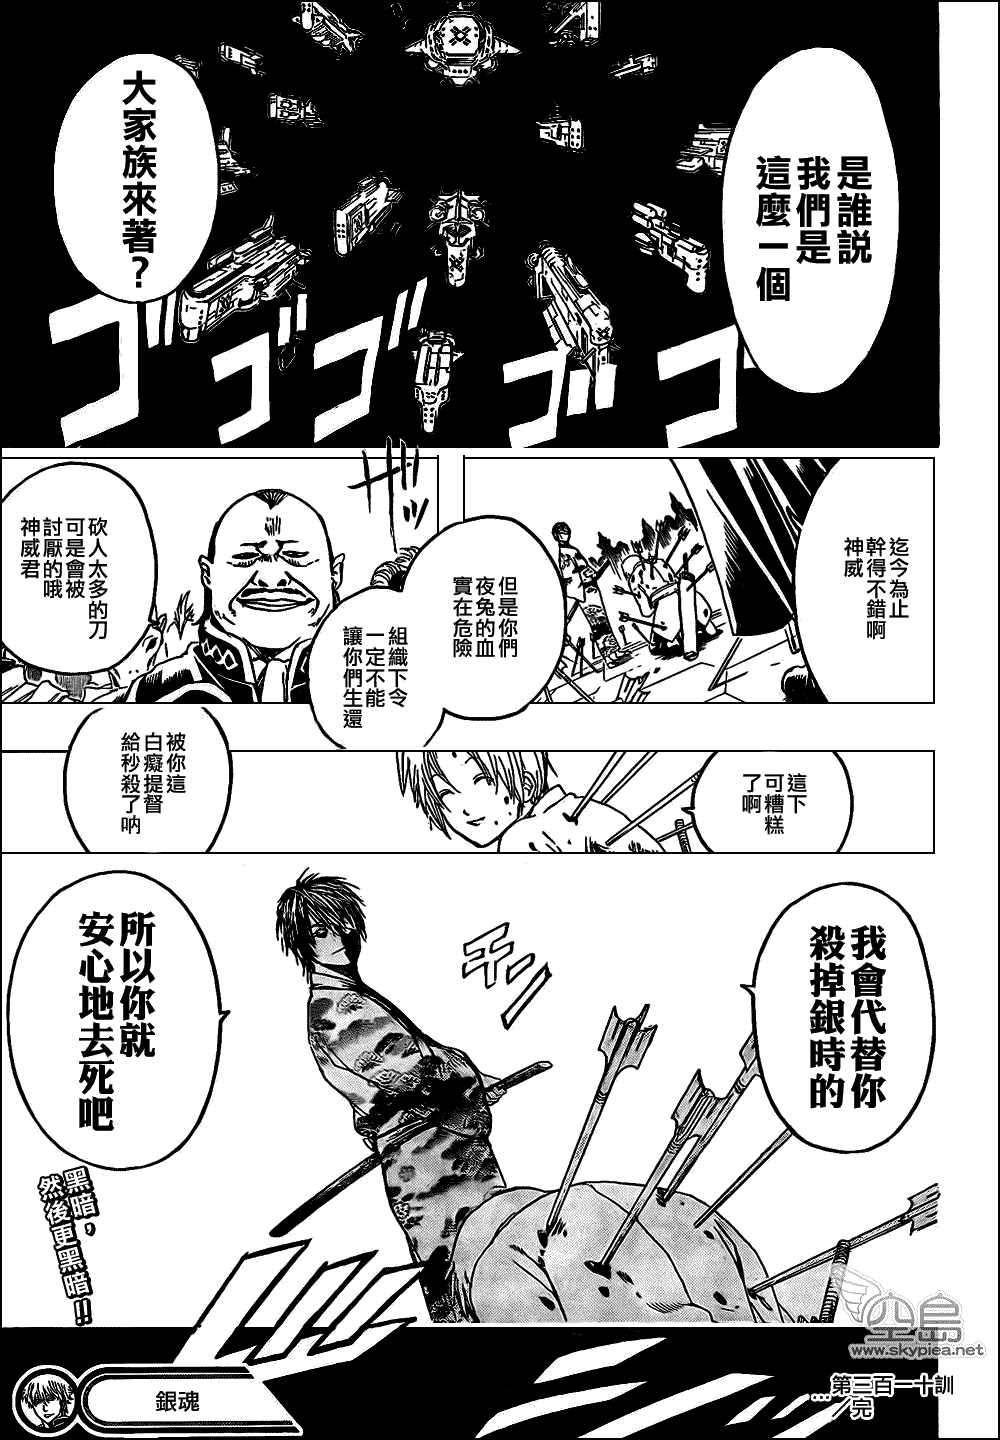 是誰說
我們是
這麼一個
大家族來著？
ゴゴゴゴゴ
迄今為止
幹得不錯啊
神威
但是你們
夜兔的血
實在危險
組織下令
一定不能
讓你們生還
砍人太多的刀
可是會被
討厭的哦
神威君
這下
可糟糕
了啊
被你這
白癡提督
給秒殺了吶
我會代替你
殺掉銀時的
所以你就
安心地去死吧
黑暗，
然後更黑暗!!
空島
www.skypiea.net
銀魂
…第三百一十訓
／完